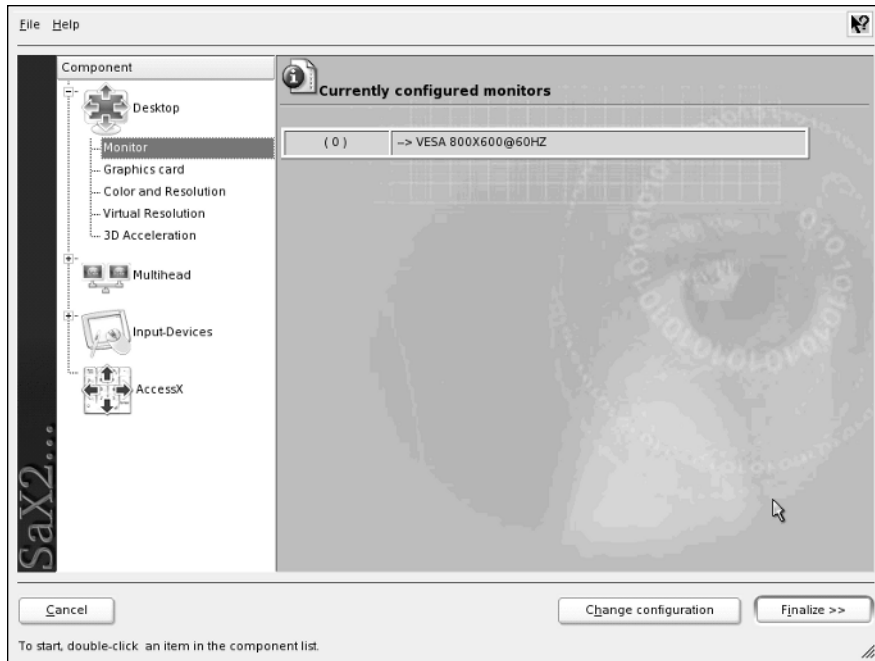 File Help
Component
Desktop
Monitor
Graphics card
Color and Resolution
Virtual Resolution
3D Acceleration
Multihead
Input-Devices
AccessX
SaX2...
Currently configured monitors
( 0 ) --> VESA 800X600@60HZ
Cancel
Change configuration
Finalize >>
To start, double-click an item in the component list.